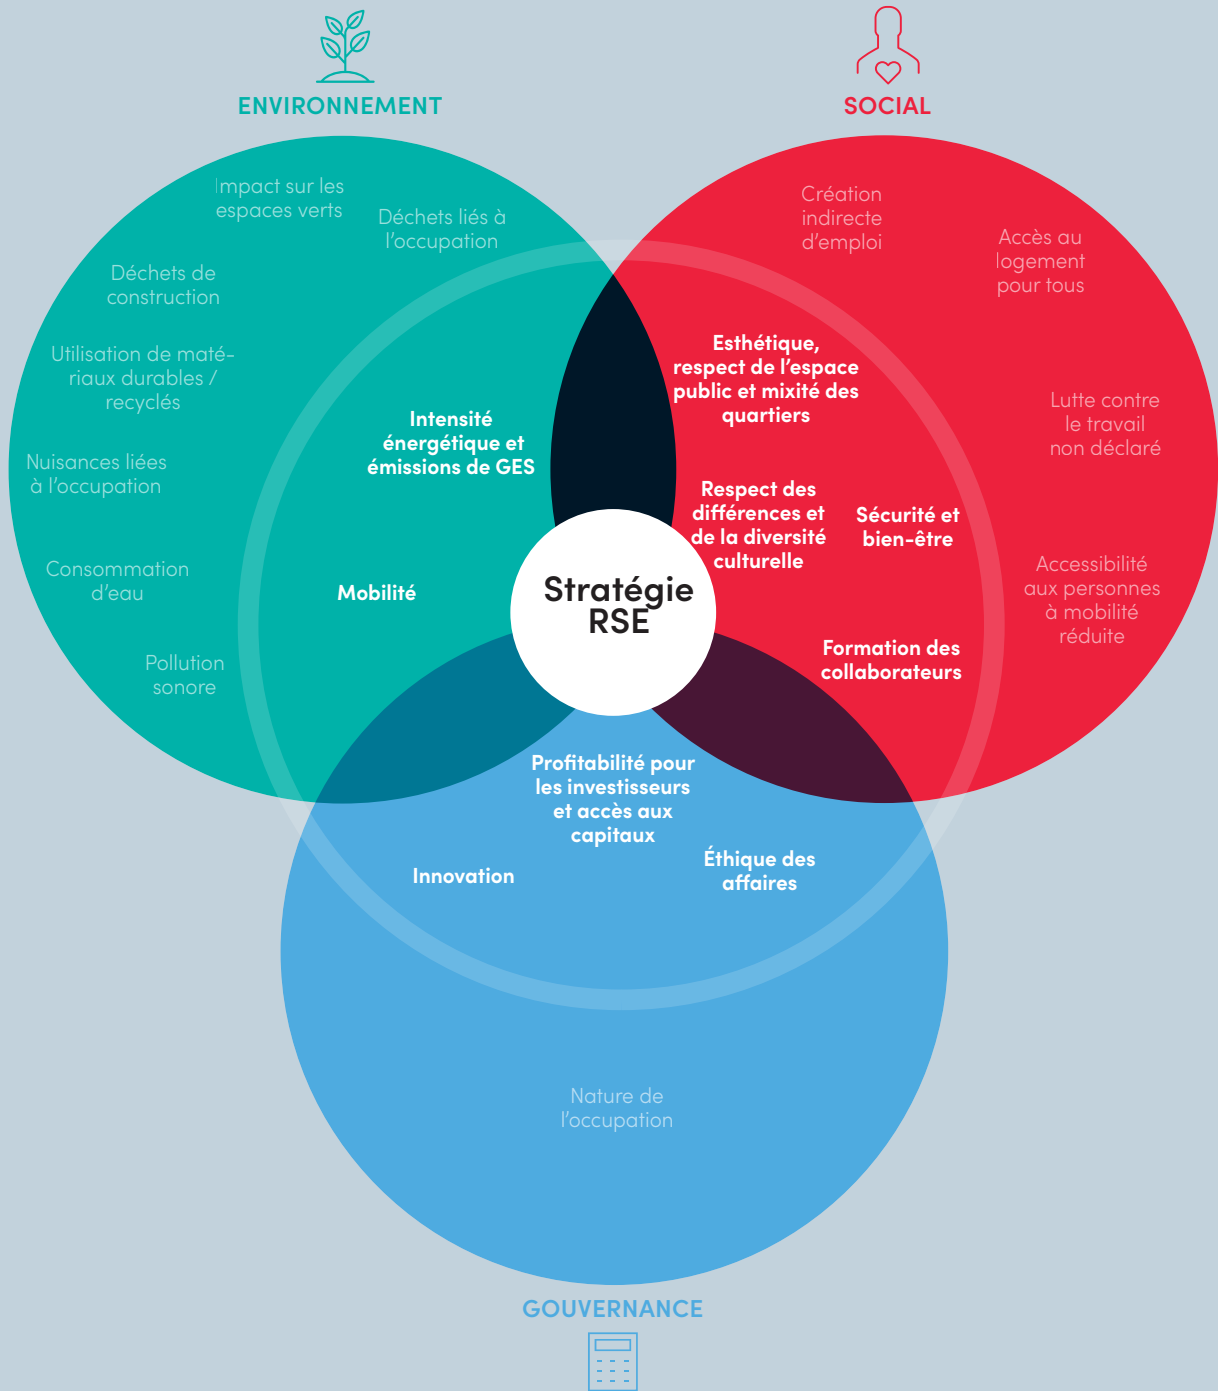 ENVIRONNEMENT
SOCIAL
Impact sur les
espaces verts
Déchets liés à
l'occupation
Déchets de
construction
Utilisation de maté-
riaux durables /
recyclés
Nuisances liées
à l'occupation
Consommation
d'eau
Pollution
sonore
Intensité
énergétique et
émissions de GES
Mobilité
Création
indirecte
d'emploi
Accès au
logement
pour tous
Esthétique,
respect de l'espace
public et mixité des
quartiers
Lutte contre
le travail
non déclaré
Respect des
différences et
de la diversité
culturelle
Sécurité et
bien-être
Accessibilité
aux personnes
à mobilité
réduite
Formation des
collaborateurs
Stratégie
RSE
Profitabilité pour
les investisseurs
et accès aux
capitaux
Innovation
Éthique des
affaires
Nature de
l'occupation
GOUVERNANCE